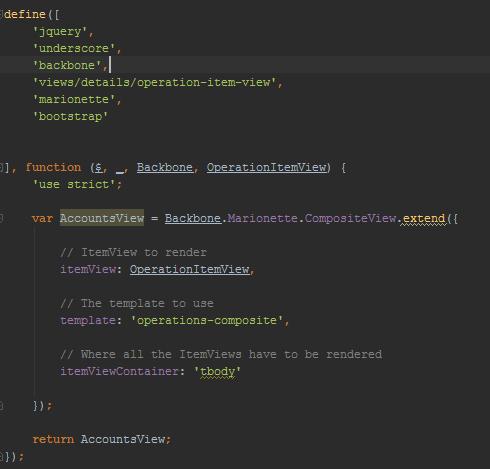 define([
    'jquery',
    'underscore',
    'backbone',
    'views/details/operation-item-view',
    'marionette',
    'bootstrap'
], function ($, _, Backbone, OperationItemView) {
    'use strict';
    var AccountsView = Backbone.Marionette.CompositeView.extend({
        // ItemView to render
        itemView: OperationItemView,
        // The template to use
        template: 'operations-composite',
        // Where all the ItemViews have to be rendered
        itemViewContainer: 'tbody'
    });
    return AccountsView;
});